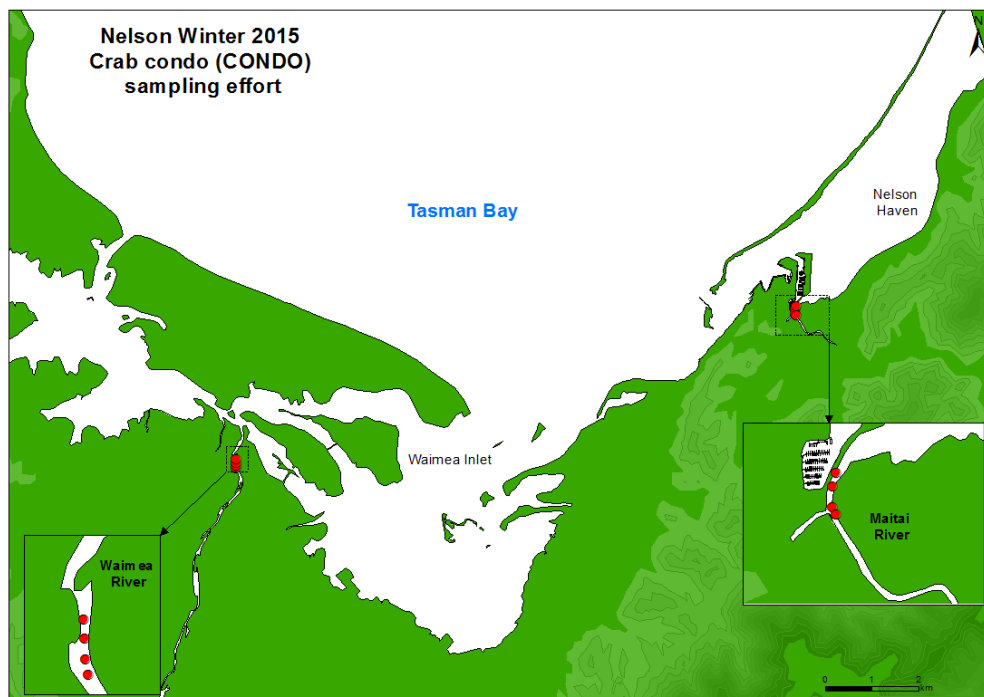 Nelson Winter 2015
Crab condo (CONDO)
sampling effort
N
Nelson
Haven
Tasman Bay
Waimea Inlet
Maitai
River
Waimea
River
0 1 2
km